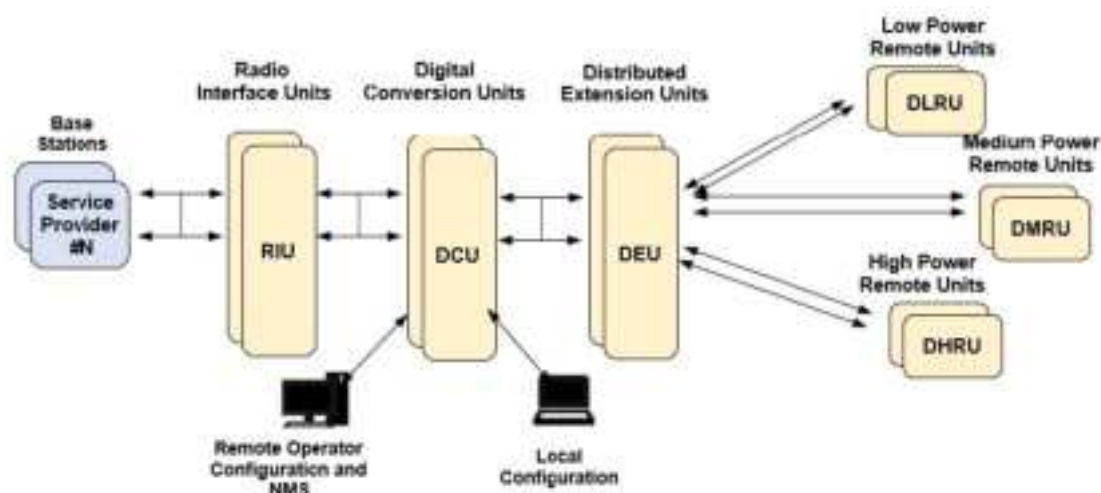 Low Power
Remote Units
DLRU
Radio
Interface Units
Digital
Conversion Units
Distributed
Extension Units
Base
Stations
Service
Provider
#N
RIU
DCU
DEU
Medium Power
Remote Units
DMRU
High Power
Remote Units
DHRU
Remote Operator
Configuration and
NMS
Local
Configuration